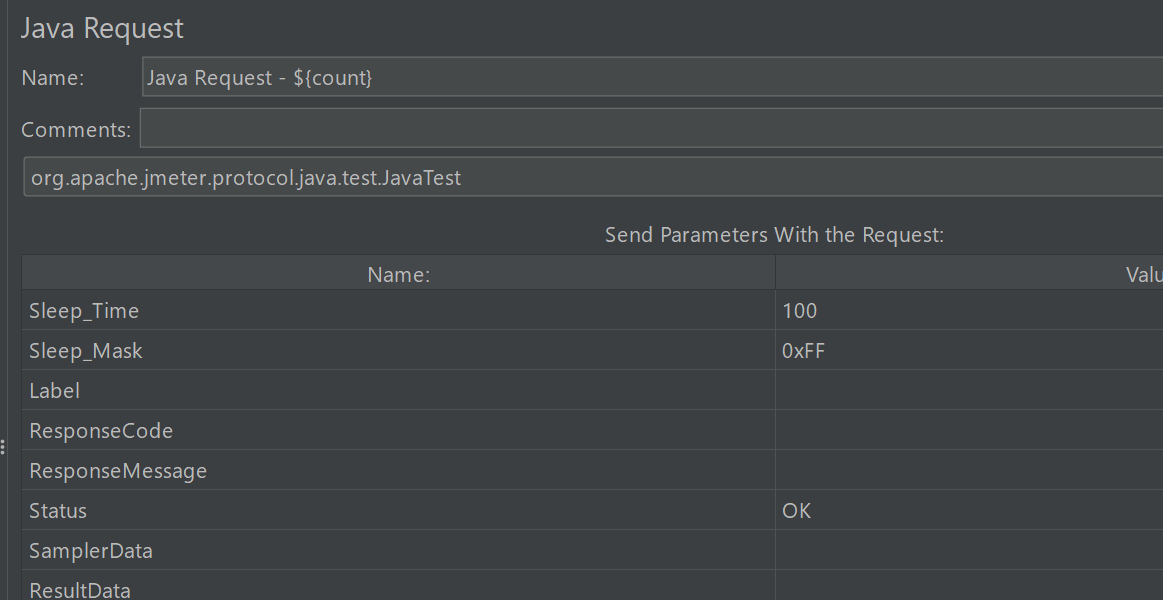 Java Request
Name: Java Request - ${count}
Comments:
org.apache.jmeter.protocol.java.test.JavaTest
Send Parameters With the Request:
Name: Valu
Sleep_Time 100
Sleep_Mask 0xFF
Label
ResponseCode
ResponseMessage
Status OK
SamplerData
ResultData